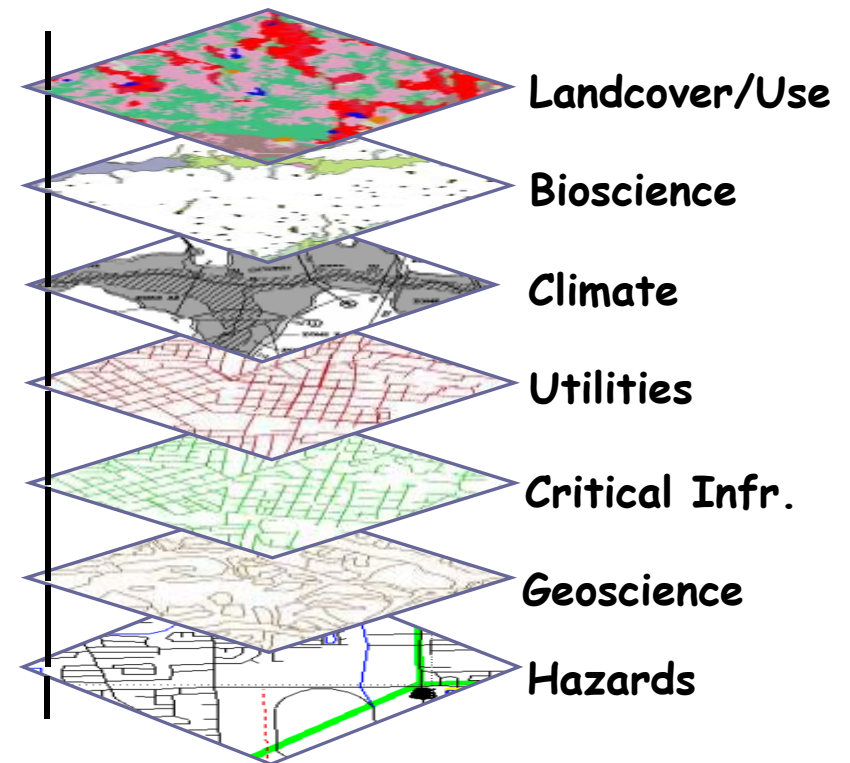 Landcover/Use
Bioscience
Climate
Utilities
Critical Infr.
Geoscience
Hazards